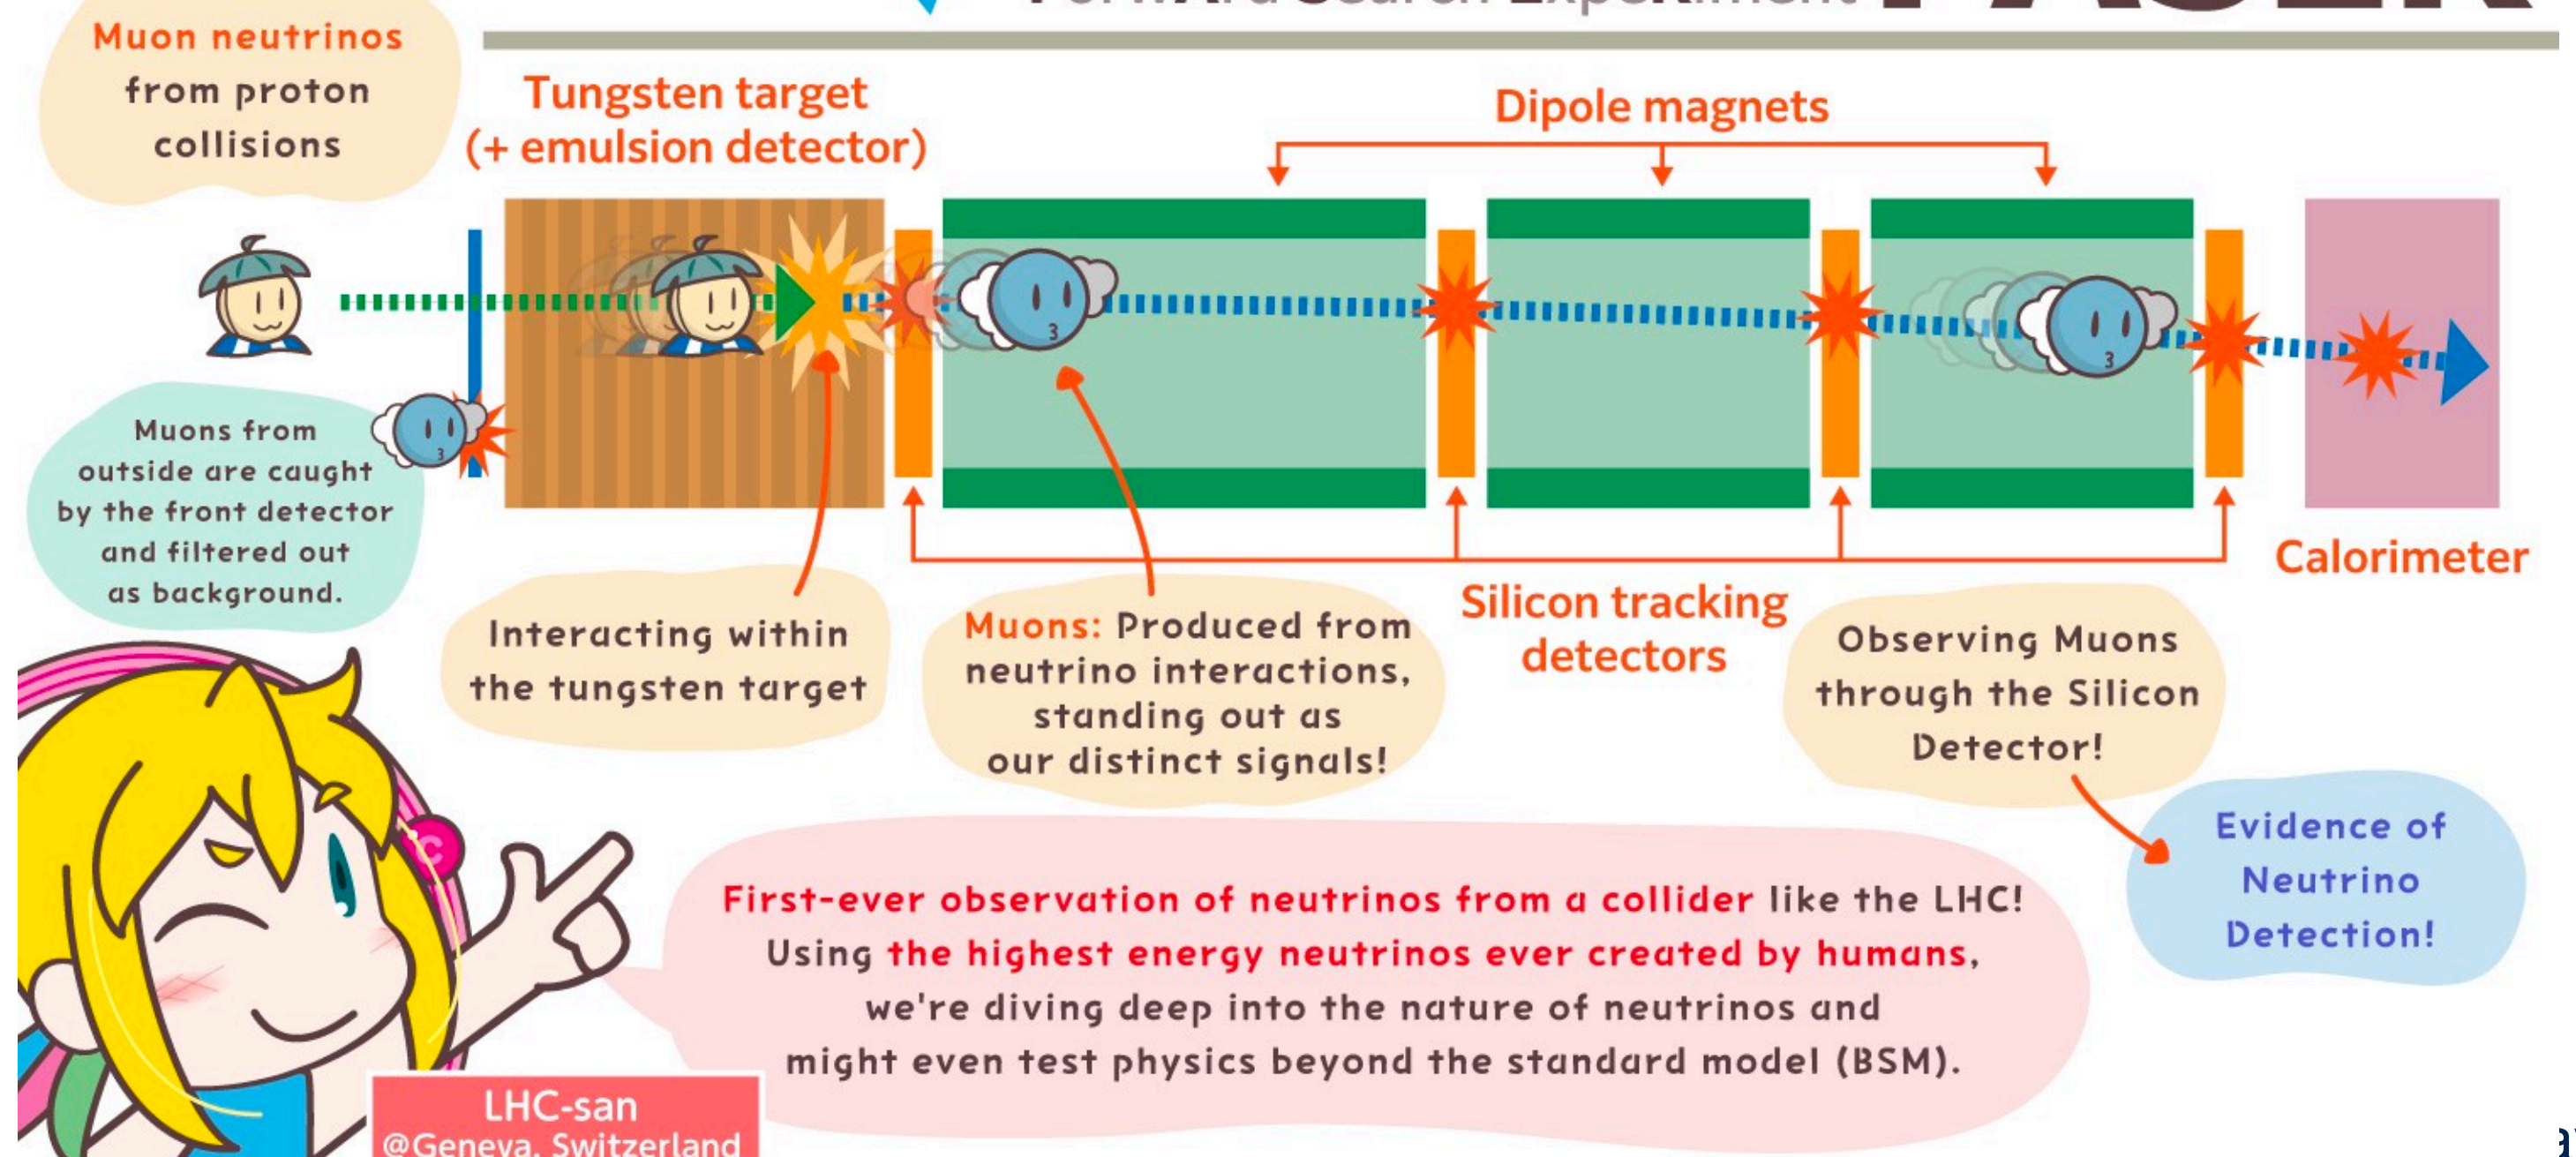 ForwArd Search ExpeRiment FASER
Muon neutrinos
from proton
collisions
Tungsten target
(+ emulsion detector)
Dipole magnets
Muons from
outside are caught
by the front detector
and filtered out
as background.
Interacting within
the tungsten target
Muons: Produced from
neutrino interactions,
standing out as
our distinct signals!
Silicon tracking
detectors
Calorimeter
Observing Muons
through the Silicon
Detector!
Evidence of
Neutrino
Detection!
First-ever observation of neutrinos from a collider like the LHC!
Using the highest energy neutrinos ever created by humans,
we're diving deep into the nature of neutrinos and
might even test physics beyond the standard model (BSM).
C
LHC-san
@Geneva, Switzerland